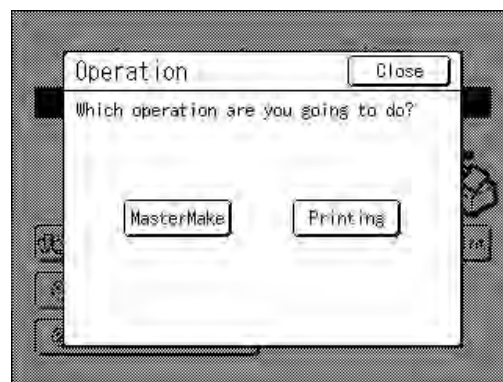 Operation
Close
Which operation are you going to do?
MasterMake
Printing